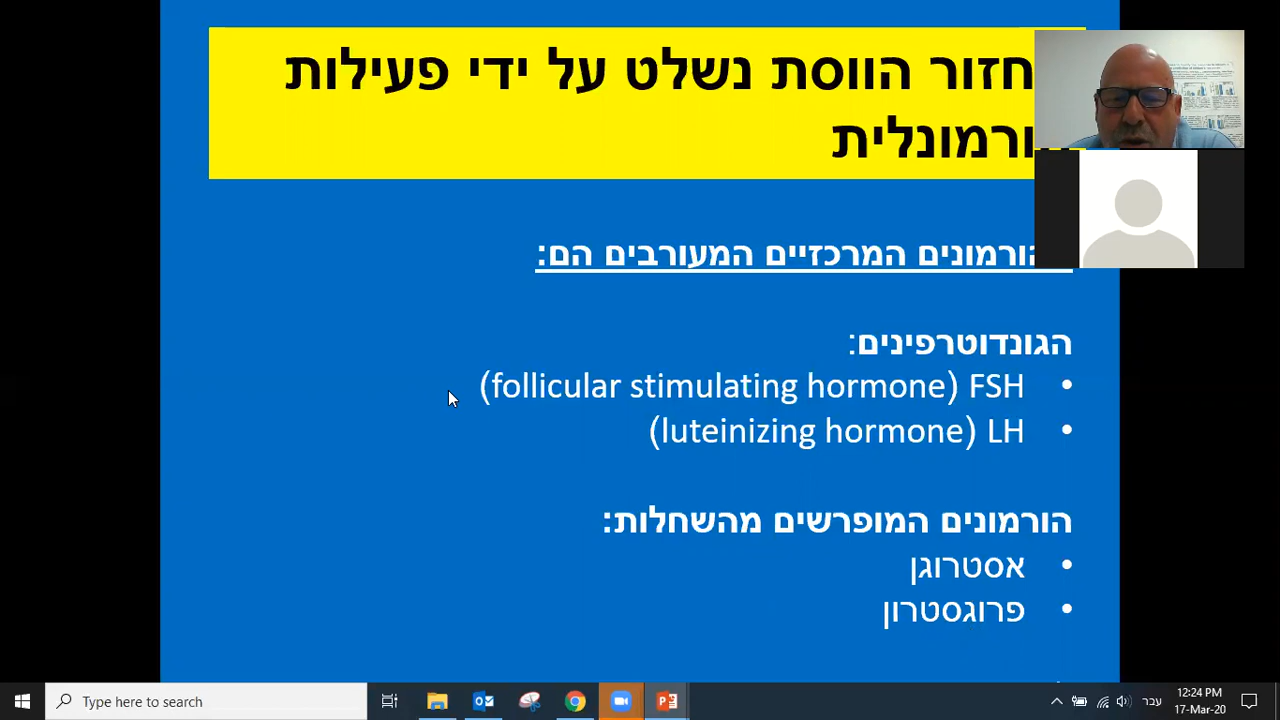 חזור הווסת נשלט על ידי פעילות
ורמונלית
הורמונים המרכזיים המעורבים הם:
הגונדוטרפינים:
• FSH (follicular stimulating hormone)
• LH (luteinizing hormone)
הורמונים המופרשים מהשחלות:
• אסטרוגן
• פרוגסטרון
Type here to search
עבר
12:24 PM
17-Mar-20